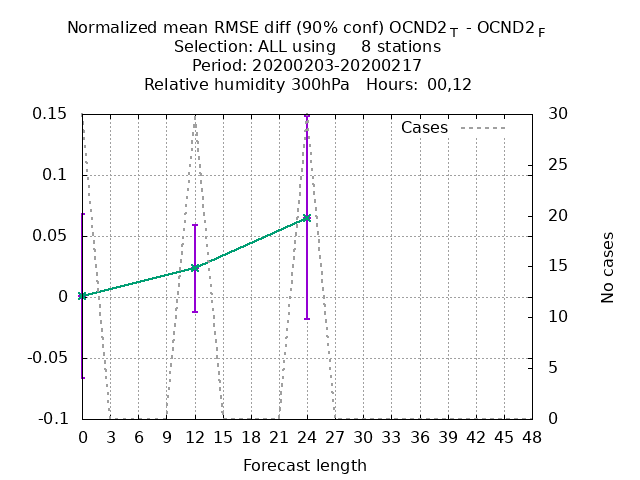 Normalized mean RMSE diff (90% conf) OCND2 T - OCND2 F
Selection: ALL using 8 stations
Period: 20200203-20200217
Relative humidity 300hPa Hours: 00,12
Cases
0.15
0.1
0.05
0
-0.05
-0.1
30
25
20
15
10
5
0
No cases
0 3 6 9 12 15 18 21 24 27 30 33 36 39 42 45 48
Forecast length